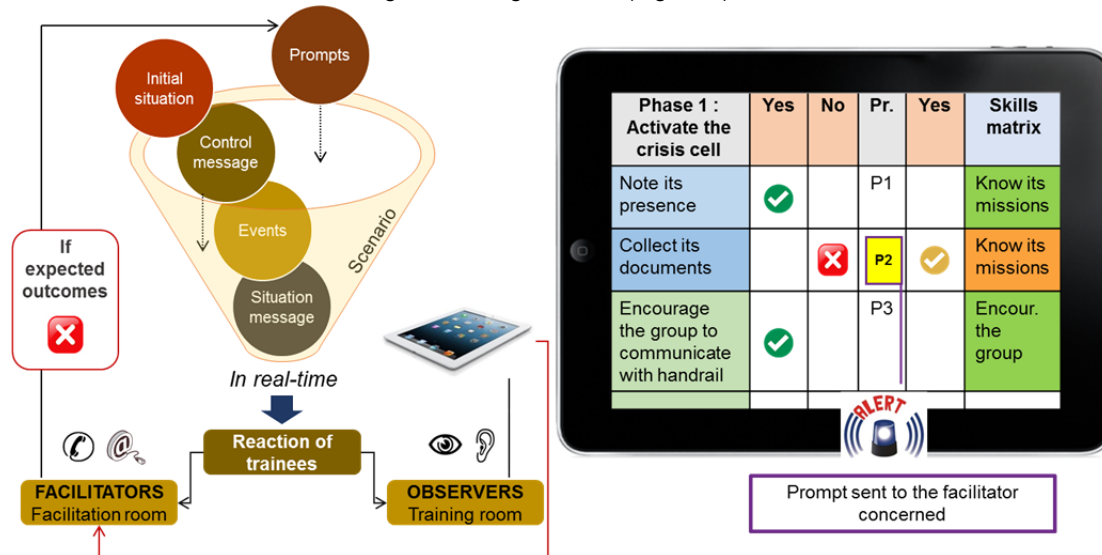 Prompts
Initial
situation
Control
message
Events
Scenario
Situation
message
If
expected
outcomes
In real-time
Reaction of
trainees
FACILITATORS
Facilitation room
OBSERVERS
Training room
Phase 1 :
Activate the
crisis cell
Yes
No
Pr.
Yes
Skills
matrix
Note its
presence
P1
Know its
missions
Collect its
documents
P2
Know its
missions
Encourage
the group to
communicate
with handrail
P3
Encour.
the
group
ALERT
Prompt sent to the facilitator
concerned